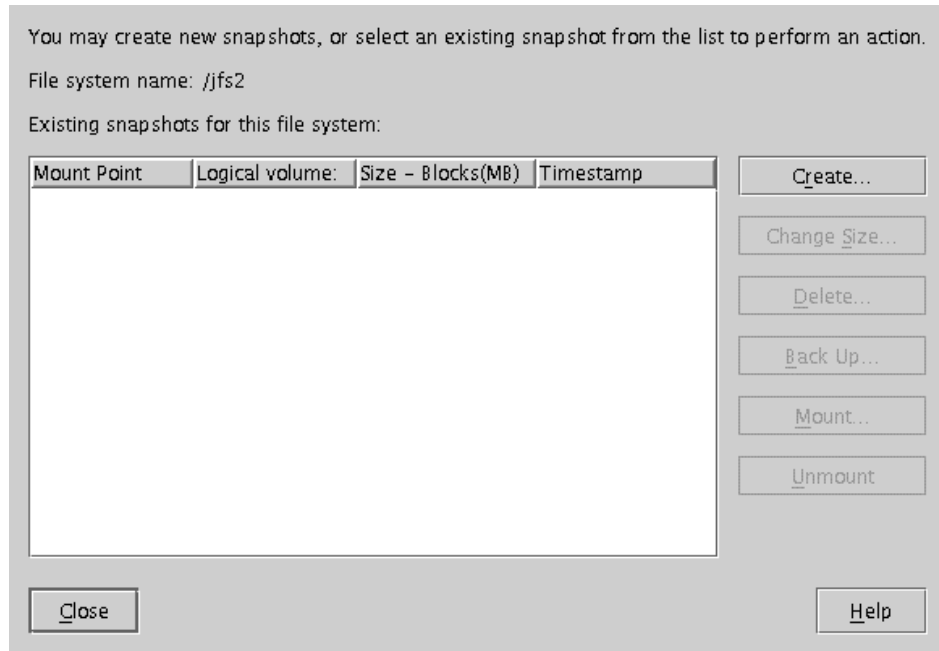 You may create new snapshots, or select an existing snapshot from the list to perform an action.
File system name: /jfs2
Existing snapshots for this file system:
Mount Point Logical volume: Size – Blocks(MB) Timestamp
Create...
Change Size...
Delete...
Back Up...
Mount...
Unmount
Close Help